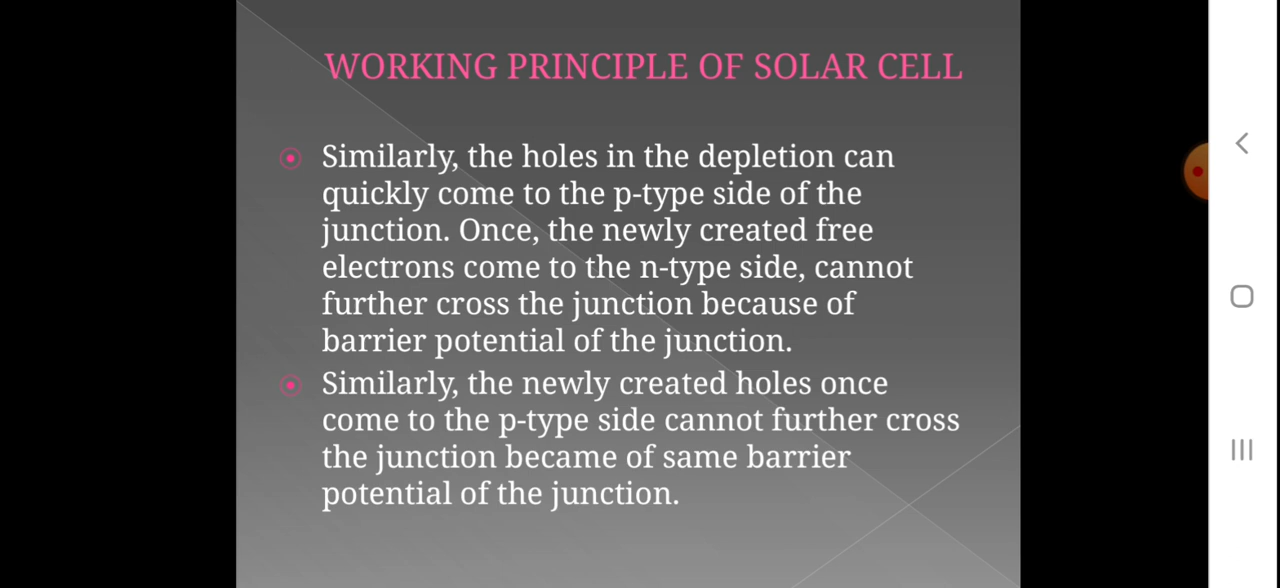 WORKING PRINCIPLE OF SOLAR CELL
Similarly, the holes in the depletion can
quickly come to the p-type side of the
junction. Once, the newly created free
electrons come to the n-type side, cannot
further cross the junction because of
barrier potential of the junction.
Similarly, the newly created holes once
come to the p-type side cannot further cross
the junction became of same barrier
potential of the junction.